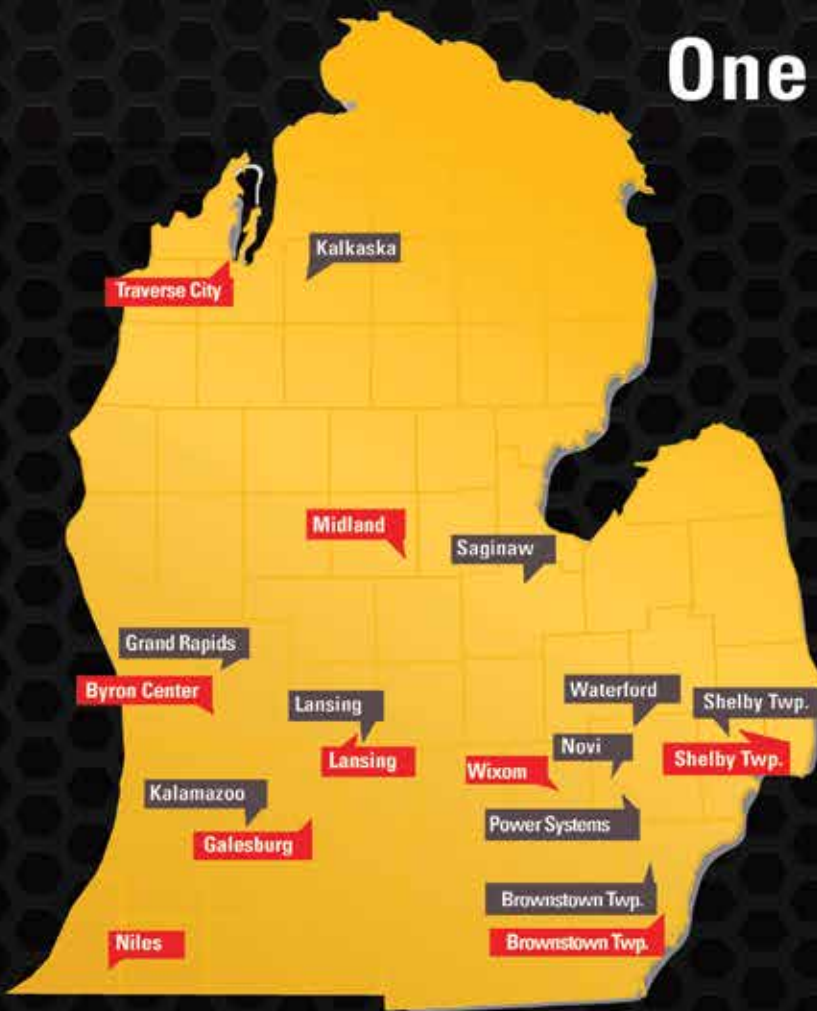 One
Kalkaska
Traverse City
Midland
Saginaw
Grand Rapids
Byron Center
Lansing
Waterford
Shelby Twp.
Lansing
Novi
Shelby Twp.
Wixom
Kalamazoo
Power Systems
Galesburg
Brownstown Twp.
Niles
Brownstown Twp.